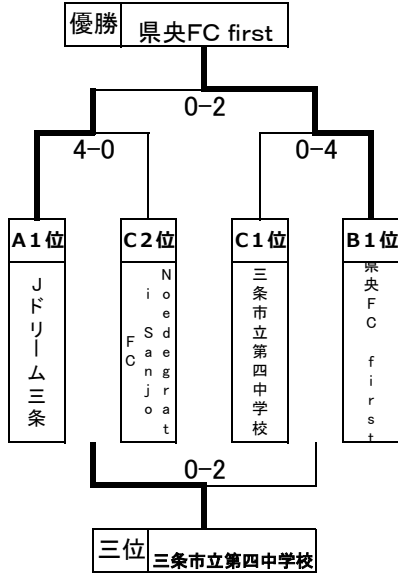 優勝 県央FC first
0-2
4-0
0-4
A1位
C2位
C1位
B1位
Jドリーム三条
Noedegrat
i Sanjo
FC
三条市立第四中学校
県央FC first
0-2
三位 三条市立第四中学校